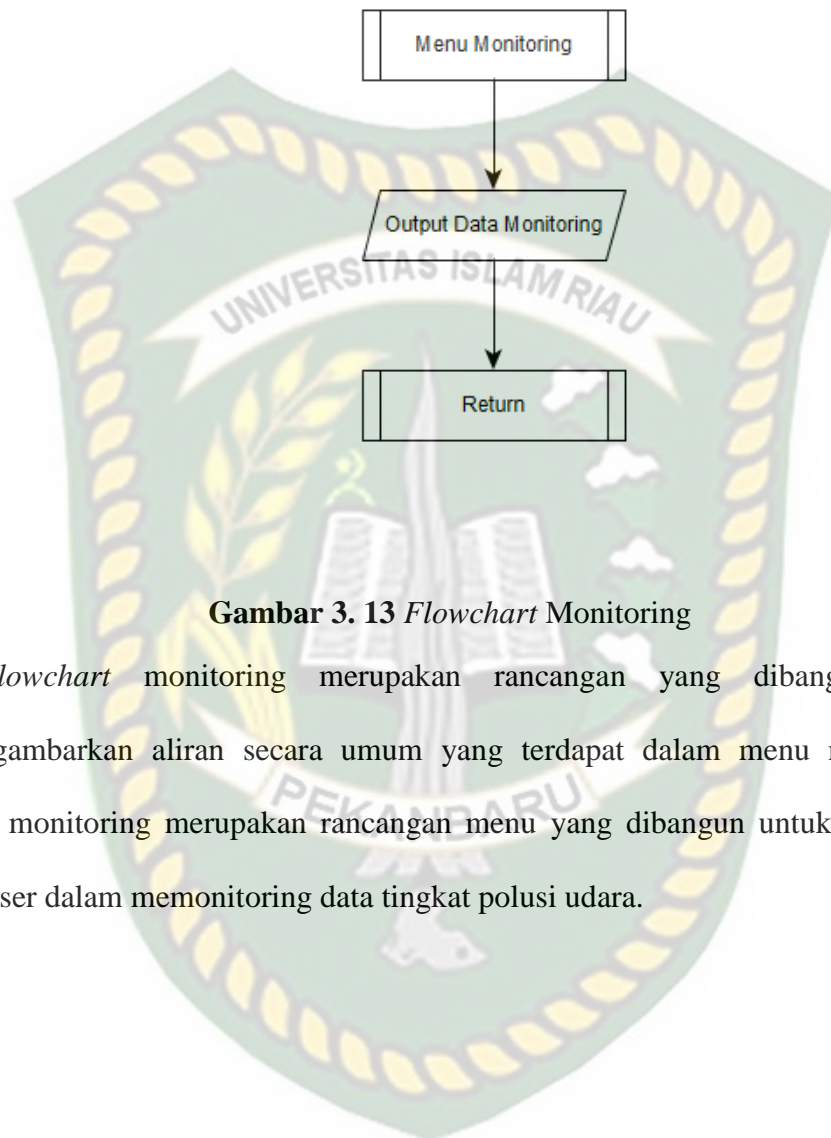 Menu Monitoring
Output Data Monitoring
UNIVERSITAS ISLAM RIAU
Return
Gambar 3. 13 Flowchart Monitoring
lowchart monitoring merupakan rancangan yang dibang
gambarkan aliran secara umum yang terdapat dalam menu
monitoring merupakan rancangan menu yang dibangun untuk
PEKANBARU
ser dalam memonitoring data tingkat polusi udara.